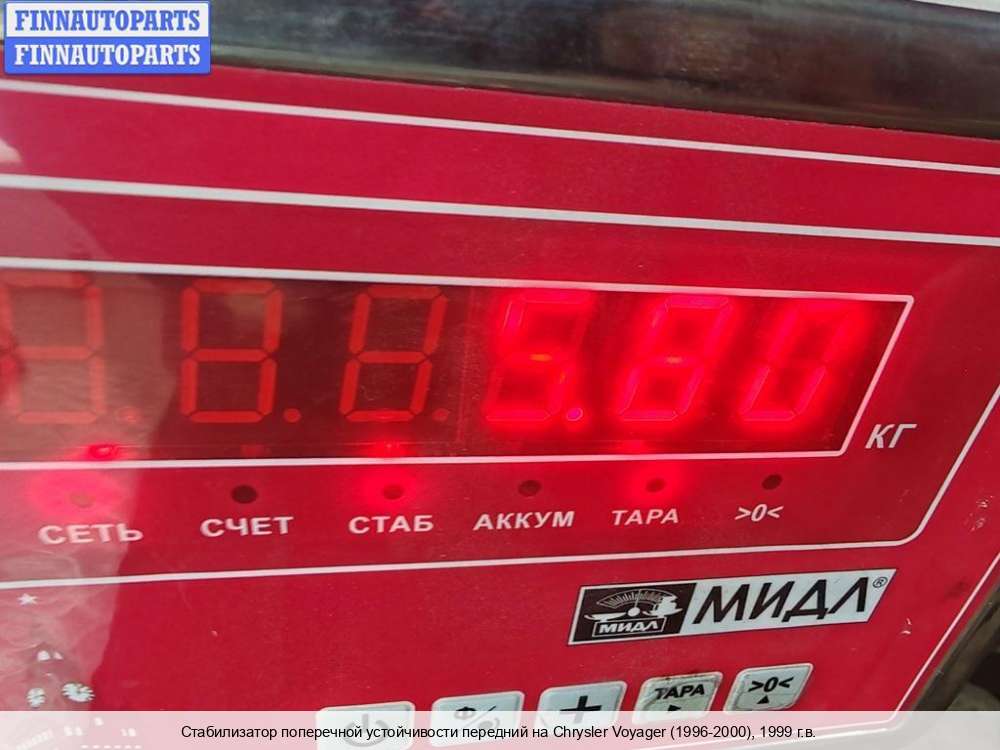 FINNAUTOPARTS
FINNAUTOPARTS
5.80
КГ
СЕТЬ СЧЕТ СТАБ АККУМ ТАРА >0<
МИДЛ МИДЛ®
ТАРА >0<
Стабилизатор поперечной устойчивости передний на Chrysler Voyager (1996-2000), 1999 г.в.